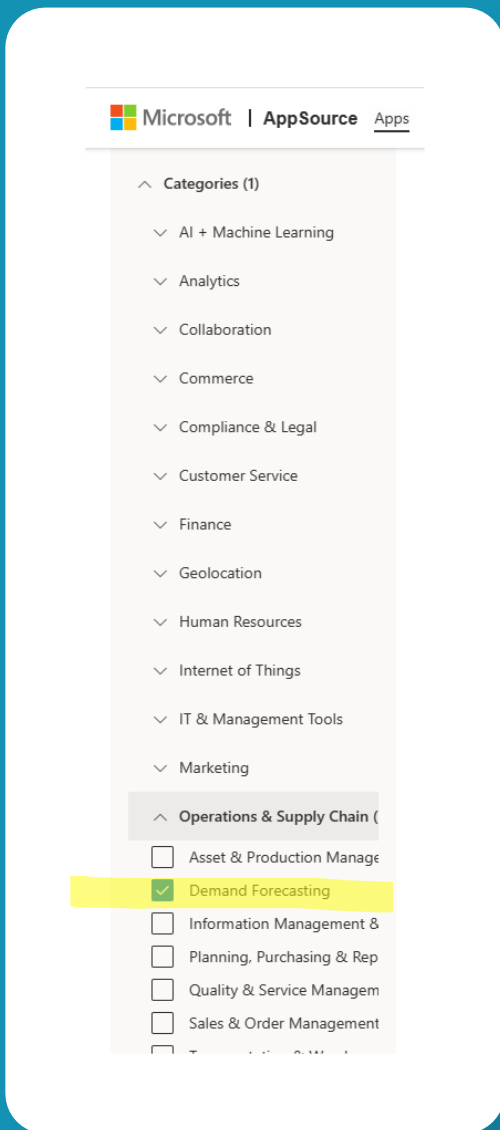 Microsoft | AppSource Apps
Categories (1)
AI + Machine Learning
Analytics
Collaboration
Commerce
Compliance & Legal
Customer Service
Finance
Geolocation
Human Resources
Internet of Things
IT & Management Tools
Marketing
Operations & Supply Chain (
Asset & Production Manage
Demand Forecasting
Information Management &
Planning, Purchasing & Rep
Quality & Service Managem
Sales & Order Management